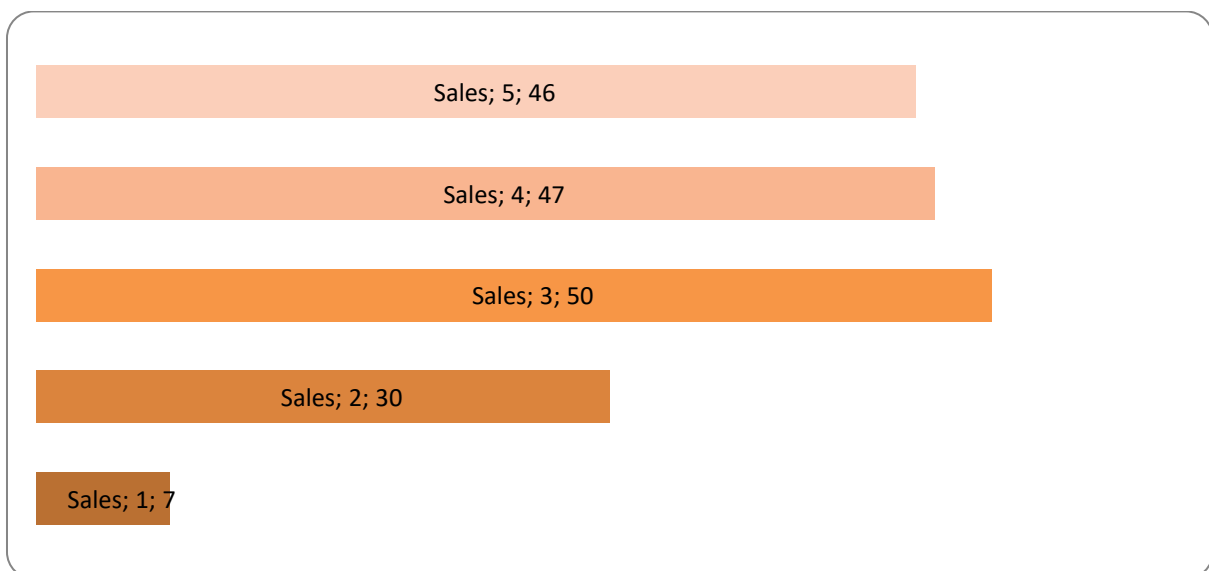 Sales; 5; 46
Sales; 4; 47
Sales; 3; 50
Sales; 2; 30
Sales; 1; 7